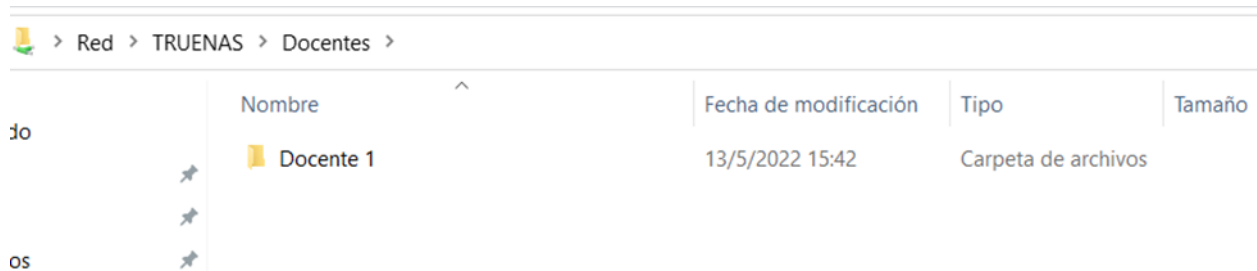 Red > TRUENAS > Docentes >
Nombre Fecha de modificación Tipo Tamaño
do
Docente 1 13/5/2022 15:42 Carpeta de archivos
os